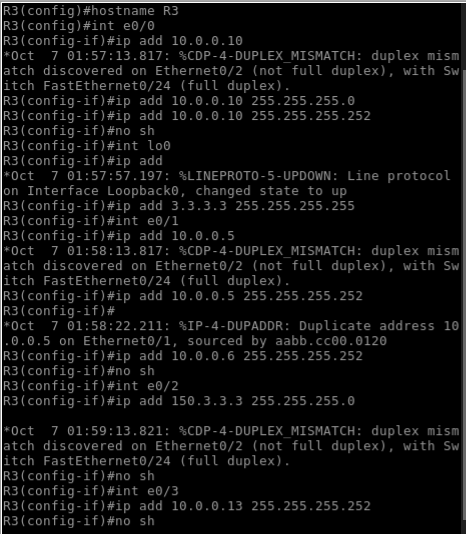 R3(config)#hostname R3
R3(config)#int e0/0
R3(config-if)#ip add 10.0.0.10
*Oct  7 01:57:13.817: %CDP-4-DUPLEX_MISMATCH: duplex mism
atch discovered on Ethernet0/2 (not full duplex), with Sw
itch FastEthernet0/24 (full duplex).
R3(config-if)#ip add 10.0.0.10 255.255.255.0
R3(config-if)#ip add 10.0.0.10 255.255.255.252
R3(config-if)#no sh
R3(config-if)#int lo0
R3(config-if)#ip add
*Oct  7 01:57:57.197: %LINEPROTO-5-UPDOWN: Line protocol
on Interface Loopback0, changed state to up
R3(config-if)#ip add 3.3.3.3 255.255.255.255
R3(config-if)#int e0/1
R3(config-if)#ip add 10.0.0.5
*Oct  7 01:58:13.817: %CDP-4-DUPLEX_MISMATCH: duplex mism
atch discovered on Ethernet0/2 (not full duplex), with Sw
itch FastEthernet0/24 (full duplex).
R3(config-if)#ip add 10.0.0.5 255.255.255.252
R3(config-if)#
*Oct  7 01:58:22.211: %IP-4-DUPADDR: Duplicate address 10
.0.0.5 on Ethernet0/1, sourced by aabb.cc00.0120
R3(config-if)#ip add 10.0.0.6 255.255.255.252
R3(config-if)#no sh
R3(config-if)#int e0/2
R3(config-if)#ip add 150.3.3.3 255.255.255.0
*Oct  7 01:59:13.821: %CDP-4-DUPLEX_MISMATCH: duplex mism
atch discovered on Ethernet0/2 (not full duplex), with Sw
itch FastEthernet0/24 (full duplex).
R3(config-if)#no sh
R3(config-if)#int e0/3
R3(config-if)#ip add 10.0.0.13 255.255.255.252
R3(config-if)#no sh